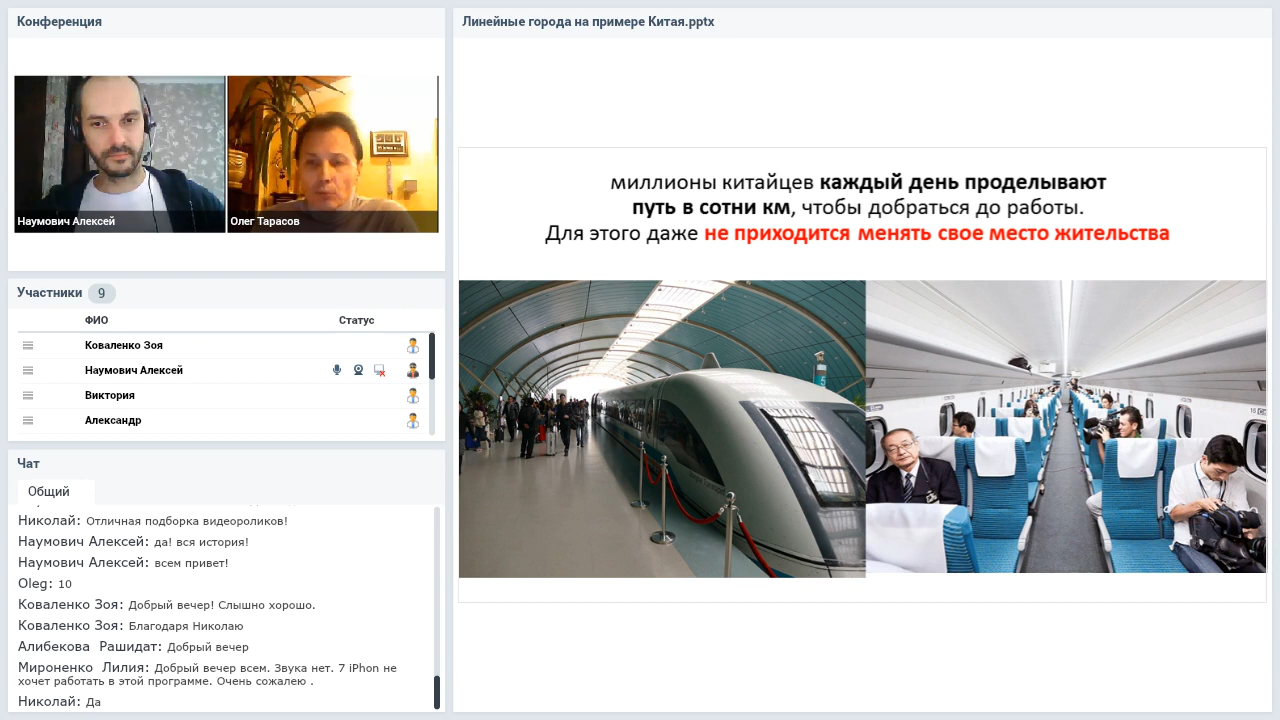 Конференция
Наумович Алексей
Олег Тарасов
Участники 9
ФИО Статус
Коваленко Зоя
Наумович Алексей
Виктория
Александр
Чат
Общий
Николай: Отличная подборка видеороликов!
Наумович Алексей: да! вся история!
Наумович Алексей: всем привет!
Oleg: 10
Коваленко Зоя: Добрый вечер! Слышно хорошо.
Коваленко Зоя: Благодаря Николаю
Алибекова Рашидат: Добрый вечер
Мироненко Лилия: Добрый вечер всем. Звука нет. 7 iPhon не
хочет работать в этой программе. Очень сожалею .
Николай: Да
Линейные города на примере Китая.pptx
миллионы китайцев каждый день проделывают
путь в сотни км, чтобы добраться до работы.
Для этого даже не приходится менять свое место жительства